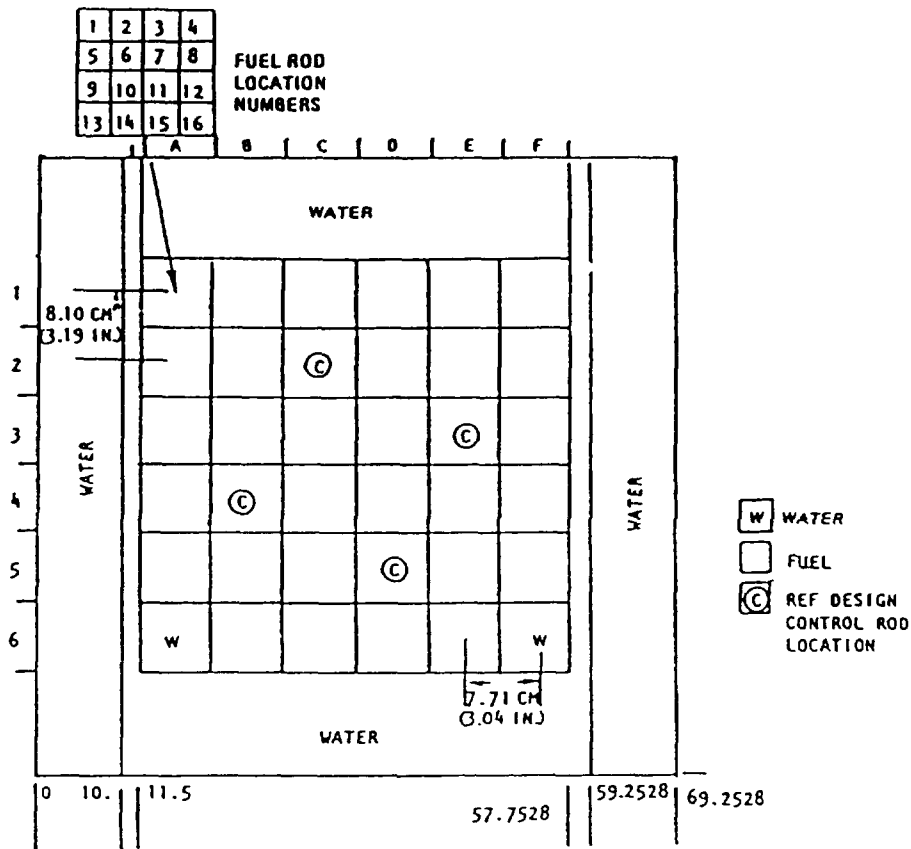 1 2 3 4
5 6 7 8
9 10 11 12
13 14 15 16
FUEL ROD
LOCATION
NUMBERS
A B C D E F
WATER
1
8.10 CM
(3.19 IN.)
2
C
3
C
WATER
4
C
WATER
5
C
6
W
W
7.71 CM
(3.04 IN.)
WATER
W WATER
FUEL
C REF DESIGN
CONTROL ROD
LOCATION
0 10. 11.5 57.7528 59.2528 69.2528